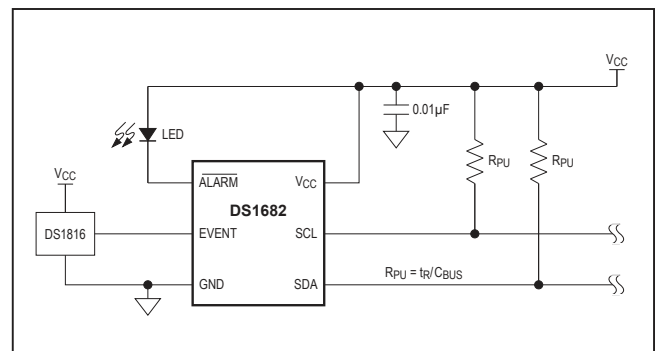 VCC
0.01µF
LED
RPU
RPU
VCC
ALARM
VCC
DS1682
DS1816
EVENT
SCL
RPU = tR/CBUS
GND
SDA